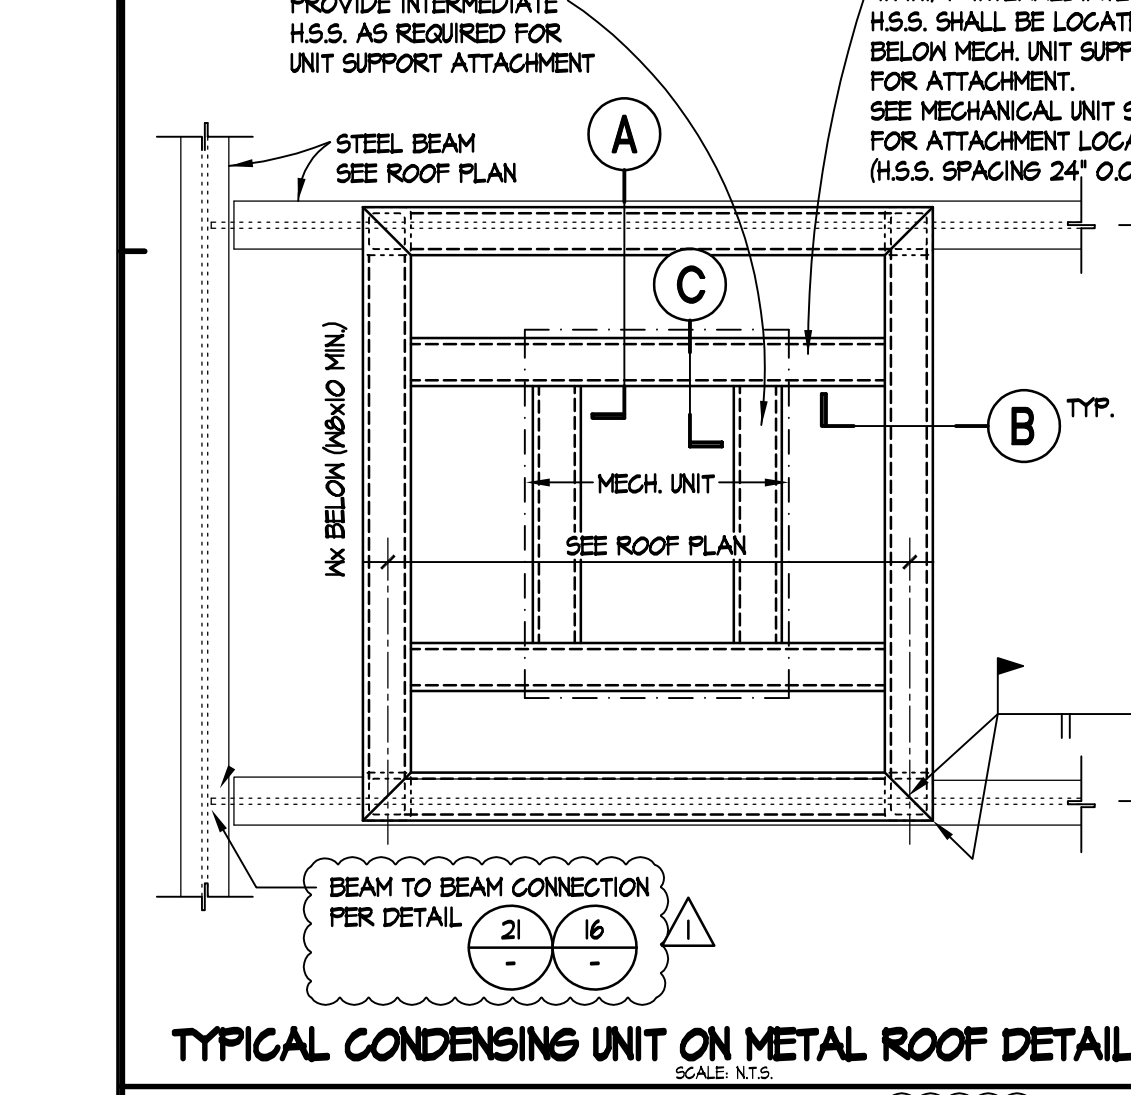 PROVIDE INTERMEDIATE
H.S.S. AS REQUIRED FOR
UNIT SUPPORT ATTACHMENT
H.S.S. SHALL BE LOCATE
BELOW MECH. UNIT SUPP
FOR ATTACHMENT.
SEE MECHANICAL UNIT S
FOR ATTACHMENT LOCA
(H.S.S. SPACING 24" O.C
STEEL BEAM
SEE ROOF PLAN
A
C
B
TYP.
Wx BELOW (W8x10 MIN.)
MECH. UNIT
SEE ROOF PLAN
BEAM TO BEAM CONNECTION
PER DETAIL
21
-
16
-
1
TYPICAL CONDENSING UNIT ON METAL ROOF DETAIL
SCALE: N.T.S.